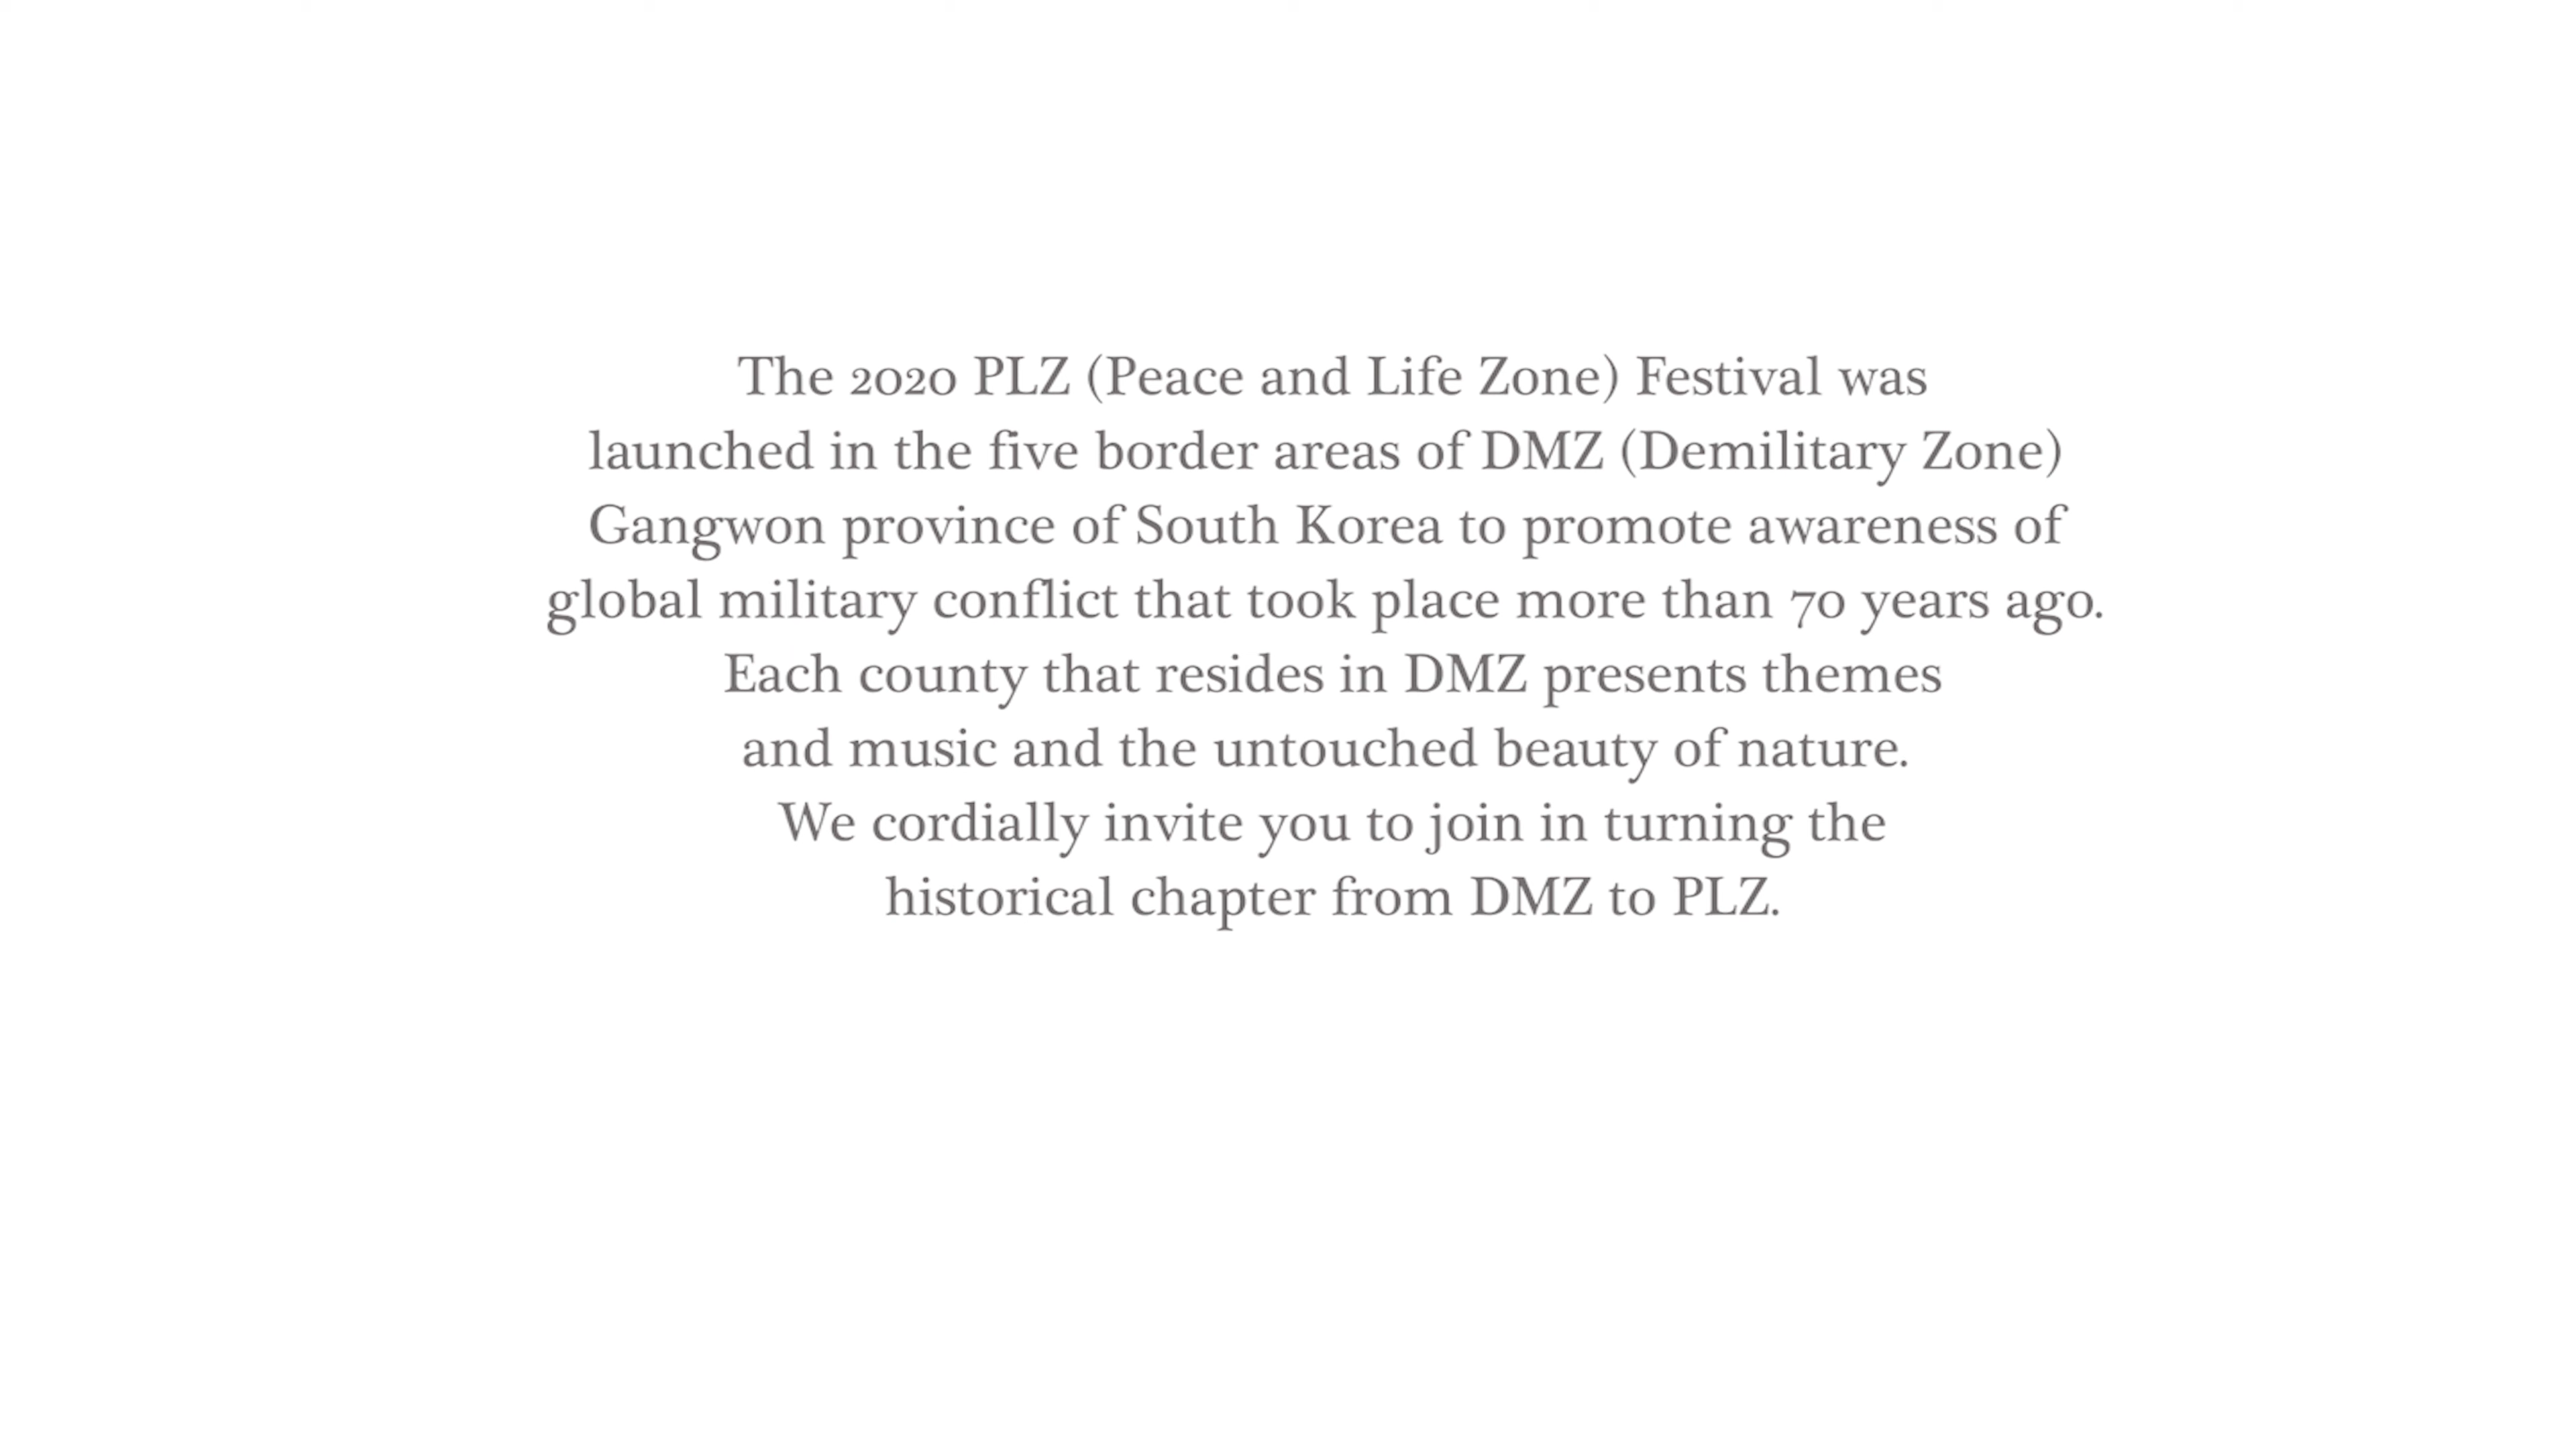 The 2020 PLZ (Peace and Life Zone) Festival was
launched in the five border areas of DMZ (Demilitary Zone)
Gangwon province of South Korea to promote awareness of
global military conflict that took place more than 70 years ago.
Each county that resides in DMZ presents themes
and music and the untouched beauty of nature.
We cordially invite you to join in turning the
historical chapter from DMZ to PLZ.